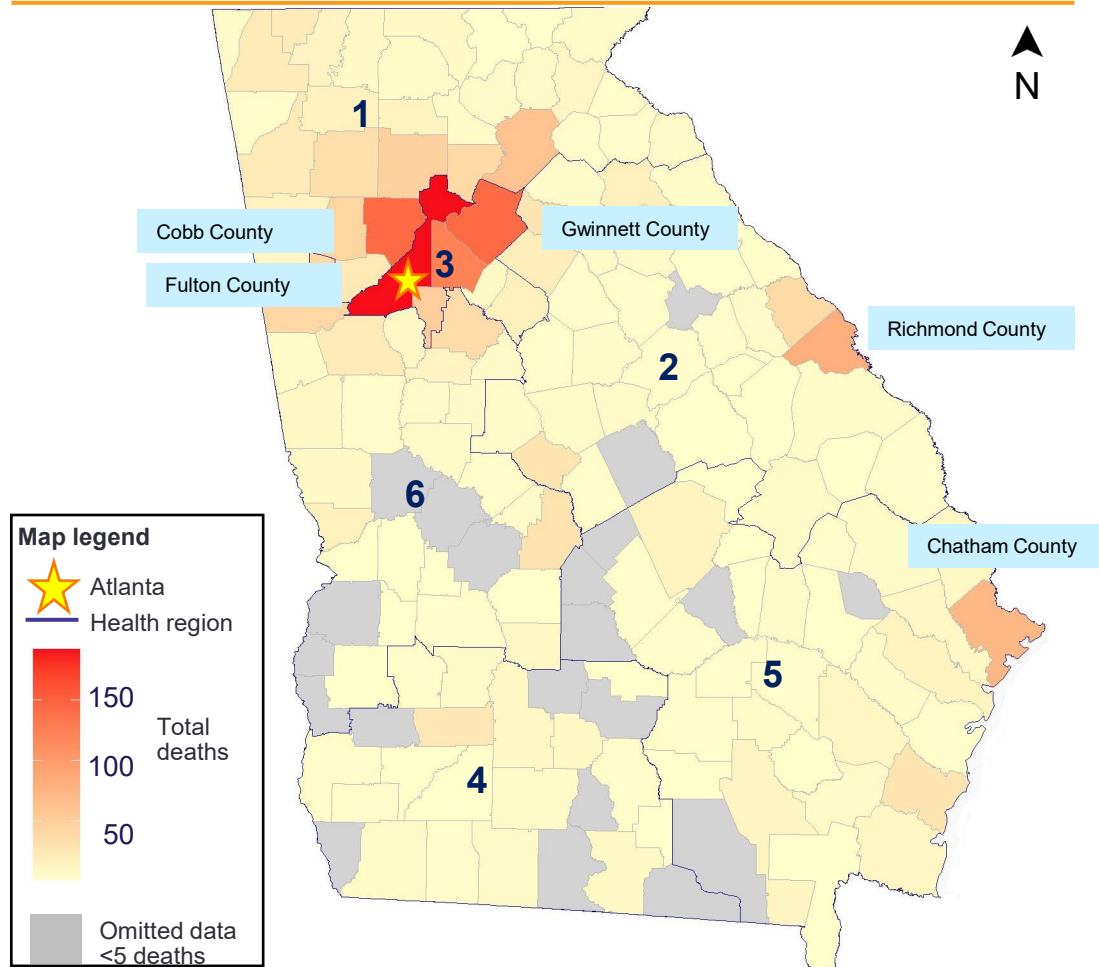 N
1
Cobb County
Gwinnett County
3
Fulton County
Richmond County
2
6
Chatham County
5
4
Map legend
Atlanta
Health region
150
Total
deaths
100
50
Omitted data
<5 deaths